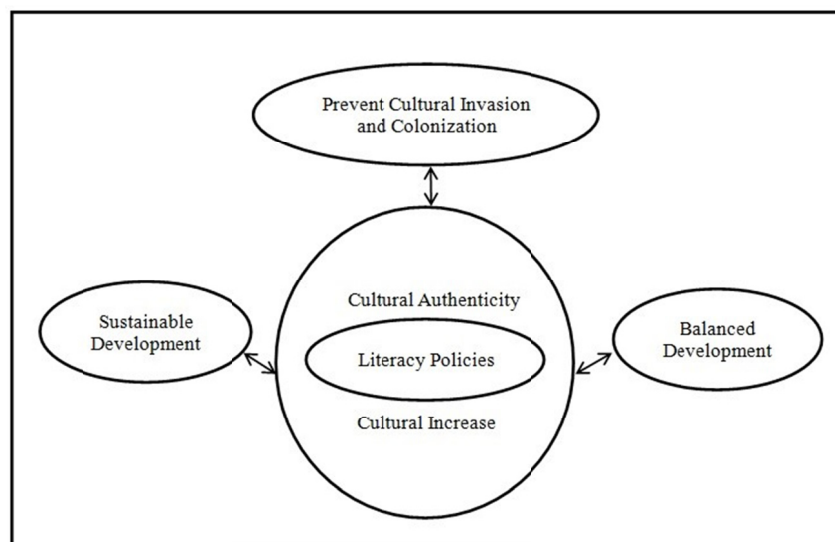 Prevent Cultural Invasion
and Colonization
Cultural Authenticity
Sustainable
Development
Literacy Policies
Balanced
Development
Cultural Increase